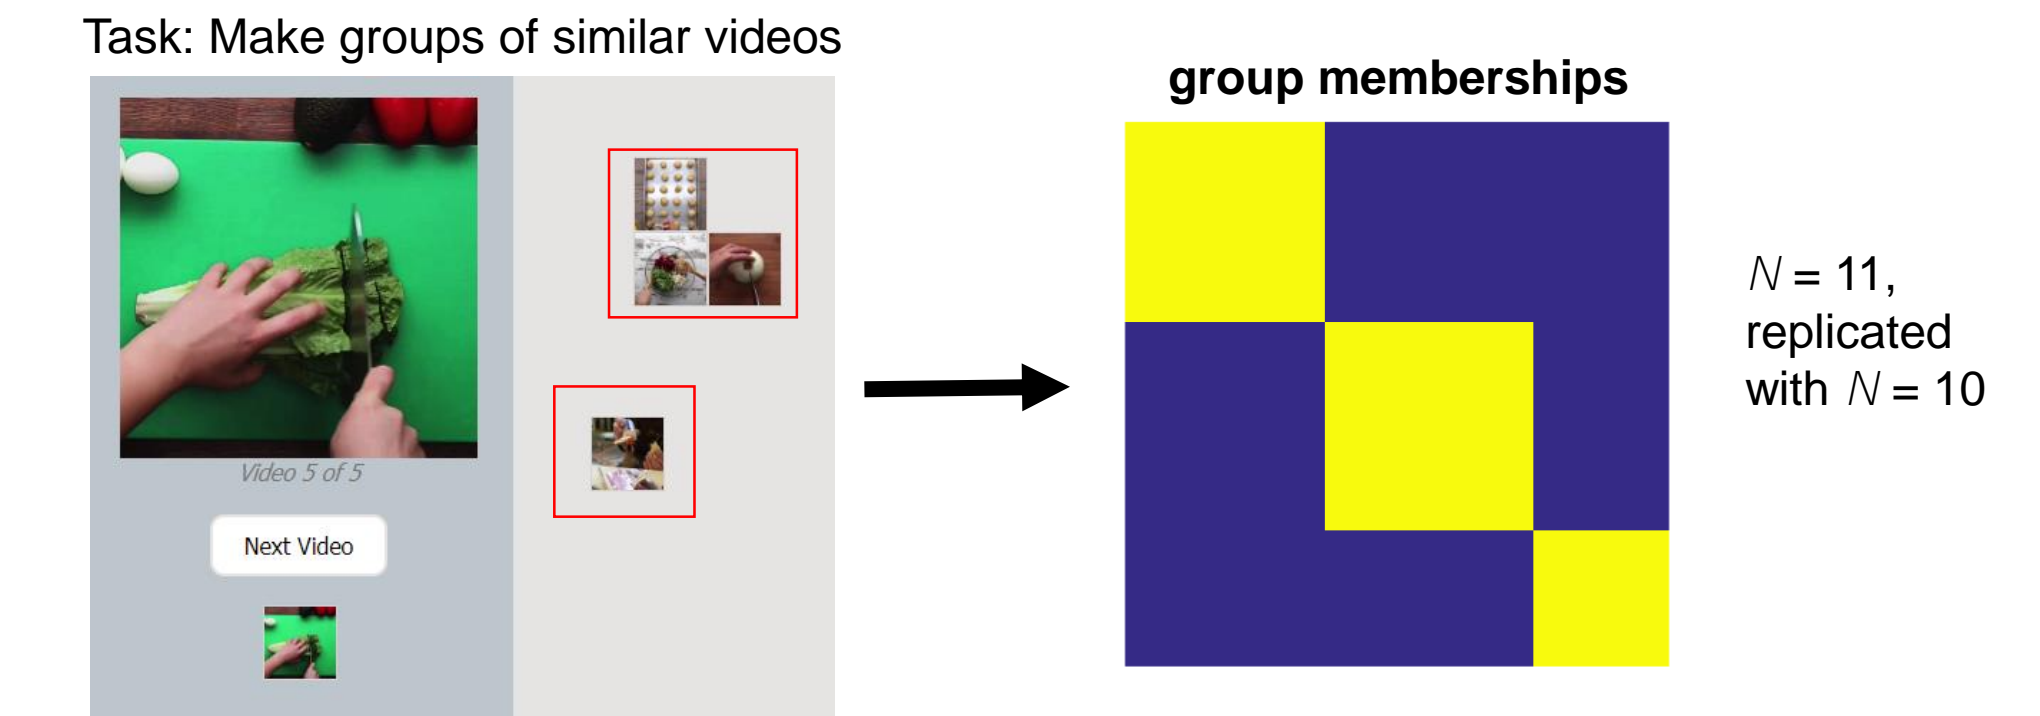 Task: Make groups of similar videos
Video 5 of 5
Next Video
group memberships
N = 11,
replicated
with N = 10